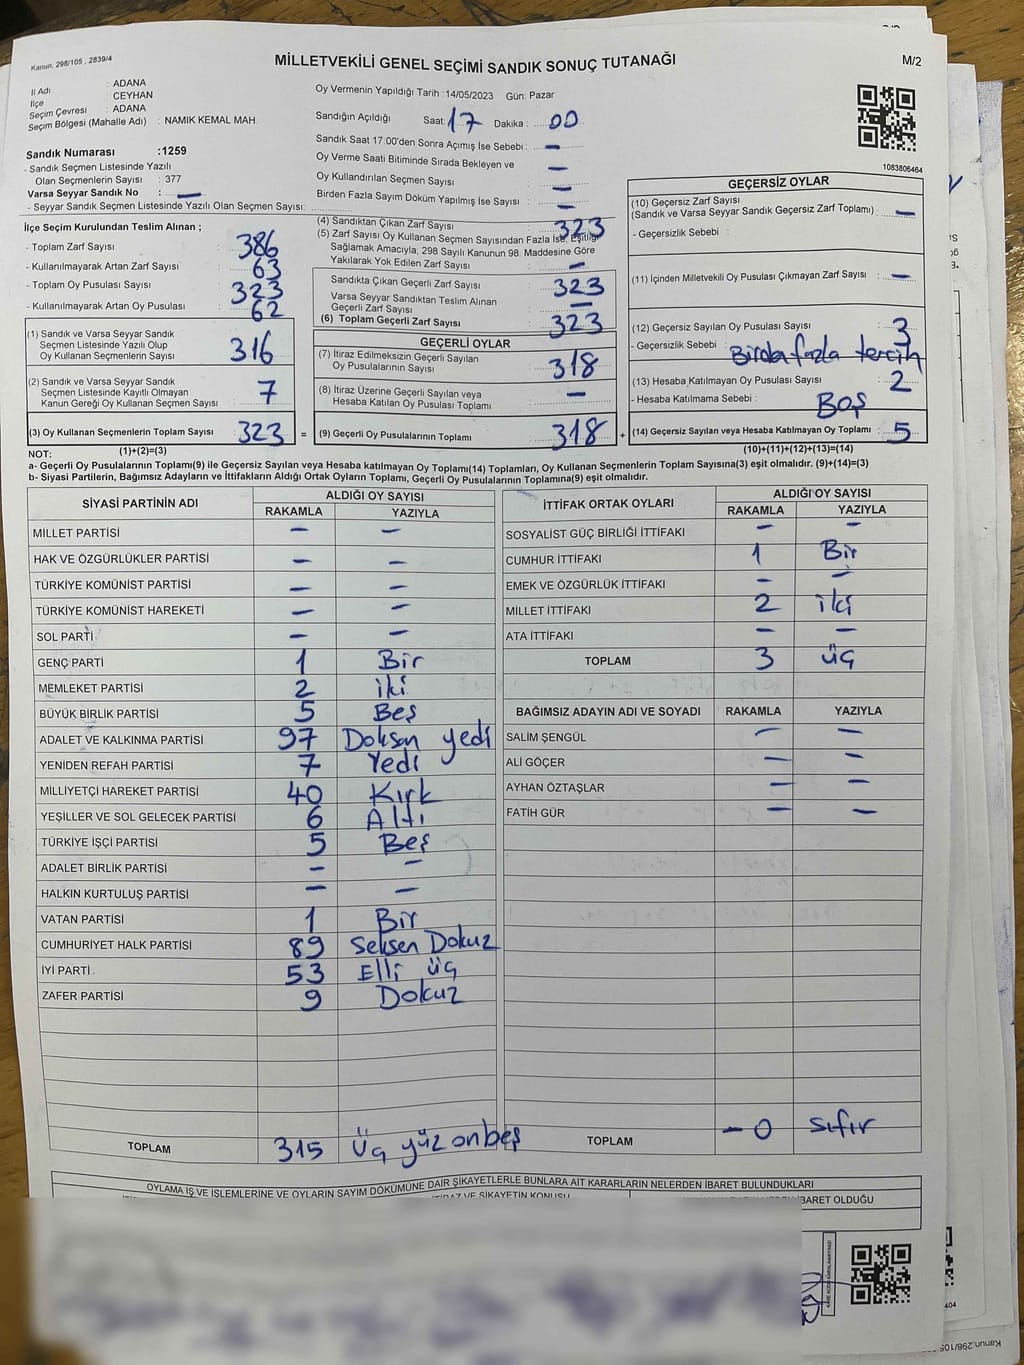 Kanun, 298/105 , 2839/4
MİLLETVEKİLİ GENEL SEÇİMİ SANDIK SONUÇ TUTANAĞI
M/2
İl Adı : ADANA
İlçe : CEYHAN
Seçim Çevresi : ADANA
Seçim Bölgesi (Mahalle Adı) : NAMIK KEMAL MAH.
Sandık Numarası :1259
- Sandık Seçmen Listesinde Yazılı
Olan Seçmenlerin Sayısı : 377
Varsa Seyyar Sandık No : —
- Seyyar Sandık Seçmen Listesinde Yazılı Olan Seçmen Sayısı: —
Oy Vermenin Yapıldığı Tarih :14/05/2023 Gün: Pazar
Sandığın Açıldığı Saat: 17 Dakika : 00
Sandık Saat 17:00'den Sonra Açımış İse Sebebi : —
Oy Verme Saati Bitiminde Sırada Bekleyen ve
Oy Kullandırılan Seçmen Sayısı : —
Birden Fazla Sayım Döküm Yapılmış İse Sayısı : —
1083806464
İlçe Seçim Kurulundan Teslim Alınan ;
- Toplam Zarf Sayısı : 386
- Kullanılmayarak Artan Zarf Sayısı : 63
- Toplam Oy Pusulası Sayısı : 323
- Kullanılmayarak Artan Oy Pusulası : 62
(1) Sandık ve Varsa Seyyar Sandık
Seçmen Listesinde Yazılı Olup
Oy Kullanan Seçmenlerin Sayısı : 316
(2) Sandık ve Varsa Seyyar Sandık
Seçmen Listesinde Kayıtlı Olmayan
Kanun Gereği Oy Kullanan Seçmen Sayısı : 7
(3) Oy Kullanan Seçmenlerin Toplam Sayısı : 323 =
(1)+(2)=(3)
(4) Sandıktan Çıkan Zarf Sayısı : 323
(5) Zarf Sayısı Oy Kullanan Seçmen Sayısından Fazla İse, Eşitliği
Sağlamak Amacıyla; 298 Sayılı Kanunun 98. Maddesine Göre
Yakılarak Yok Edilen Zarf Sayısı : —
Sandıkta Çıkan Geçerli Zarf Sayısı : 323
Varsa Seyyar Sandıktan Teslim Alınan
Geçerli Zarf Sayısı : —
(6) Toplam Geçerli Zarf Sayısı : 323
GEÇERLİ OYLAR
(7) İtiraz Edilmeksizin Geçerli Sayılan
Oy Pusulalarının Sayısı : 318
(8) İtiraz Üzerine Geçerli Sayılan veya
Hesaba Katılan Oy Pusulası Toplamı : —
(9) Geçerli Oy Pusulalarının Toplamı : 318 +
GEÇERSİZ OYLAR
(10) Geçersiz Zarf Sayısı
(Sandık ve Varsa Seyyar Sandık Geçersiz Zarf Toplamı) : —
- Geçersizlik Sebebi :
(11) İçinden Milletvekili Oy Pusulası Çıkmayan Zarf Sayısı : —
(12) Geçersiz Sayılan Oy Pusulası Sayısı : 3
- Geçersizlik Sebebi : Birden fazla tercih
(13) Hesaba Katılmayan Oy Pusulası Sayısı : 2
- Hesaba Katılmama Sebebi : Boş
(14) Geçersiz Sayılan veya Hesaba Katılmayan Oy Toplamı : 5
(10)+(11)+(12)+(13)=(14)
NOT:
a- Geçerli Oy Pusulalarının Toplamı(9) ile Geçersiz Sayılan veya Hesaba katılmayan Oy Toplamı(14) Toplamları, Oy Kullanan Seçmenlerin Toplam Sayısına(3) eşit olmalıdır. (9)+(14)=(3)
b- Siyasi Partilerin, Bağımsız Adayların ve İttifakların Aldığı Ortak Oyların Toplamı, Geçerli Oy Pusulalarının Toplamına(9) eşit olmalıdır.
SİYASİ PARTİNİN ADI ALDIĞI OY SAYISI
RAKAMLA YAZIYLA
MİLLET PARTİSİ — —
HAK VE ÖZGÜRLÜKLER PARTİSİ — —
TÜRKİYE KOMÜNİST PARTİSİ — —
TÜRKİYE KOMÜNİST HAREKETİ — —
SOL PARTİ — —
GENÇ PARTİ 1 Bir
MEMLEKET PARTİSİ 2 iki
BÜYÜK BİRLİK PARTİSİ 5 Beş
ADALET VE KALKINMA PARTİSİ 97 Doksan yedi
YENİDEN REFAH PARTİSİ 7 Yedi
MİLLİYETÇİ HAREKET PARTİSİ 40 Kırk
YEŞİLLER VE SOL GELECEK PARTİSİ 6 Altı
TÜRKİYE İŞÇİ PARTİSİ 5 Beş
ADALET BİRLİK PARTİSİ — —
HALKIN KURTULUŞ PARTİSİ — —
VATAN PARTİSİ 1 Bir
CUMHURİYET HALK PARTİSİ 89 Seksen Dokuz
İYİ PARTİ 53 Elli üç
ZAFER PARTİSİ 9 Dokuz
TOPLAM 315 üç yüz onbeş
İTTİFAK ORTAK OYLARI ALDIĞI OY SAYISI
RAKAMLA YAZIYLA
SOSYALİST GÜÇ BİRLİĞİ İTTİFAKI — —
CUMHUR İTTİFAKI 1 Bir
EMEK VE ÖZGÜRLÜK İTTİFAKI — —
MİLLET İTTİFAKI 2 iki
ATA İTTİFAKI — —
TOPLAM 3 üç
BAĞIMSIZ ADAYIN ADI VE SOYADI RAKAMLA YAZIYLA
SALİM ŞENGÜL — —
ALİ GÖÇER — —
AYHAN ÖZTAŞLAR — —
FATİH GÜR — —
TOPLAM — 0 sıfır
OYLAMA İŞ VE İŞLEMLERİNE VE OYLARIN SAYIM DÖKÜMÜNE DAİR ŞİKAYETLERLE BUNLARA AİT KARARLARIN NELERDEN İBARET BULUNDUKLARI
İTİRAZ VE ŞİKAYETİN KONUSU
İBARET OLDUĞU
KARE KODU KARALAMAYINIZ!
404
Kanun,298/105